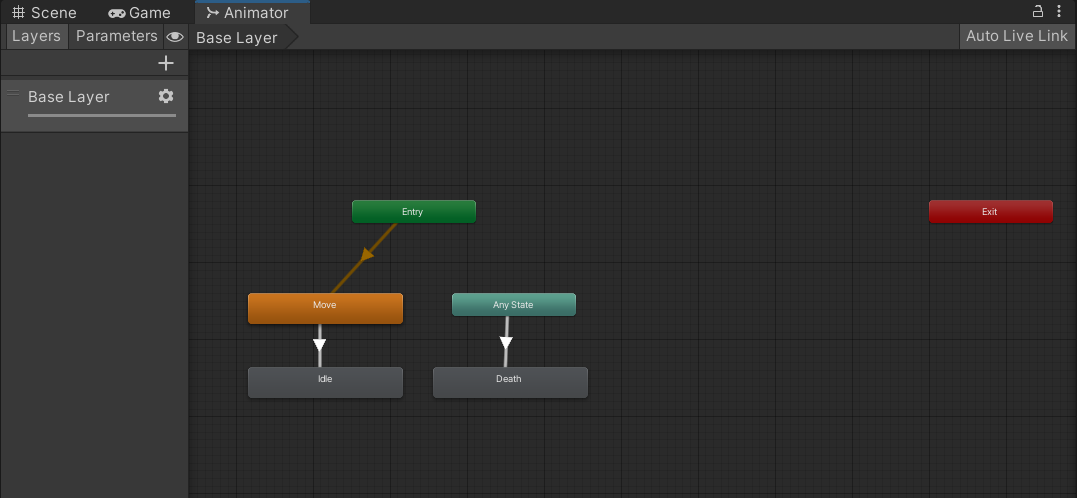 Scene Game Animator
Layers Parameters Base Layer Auto Live Link
Base Layer
Entry
Exit
Move
Any State
Idle
Death